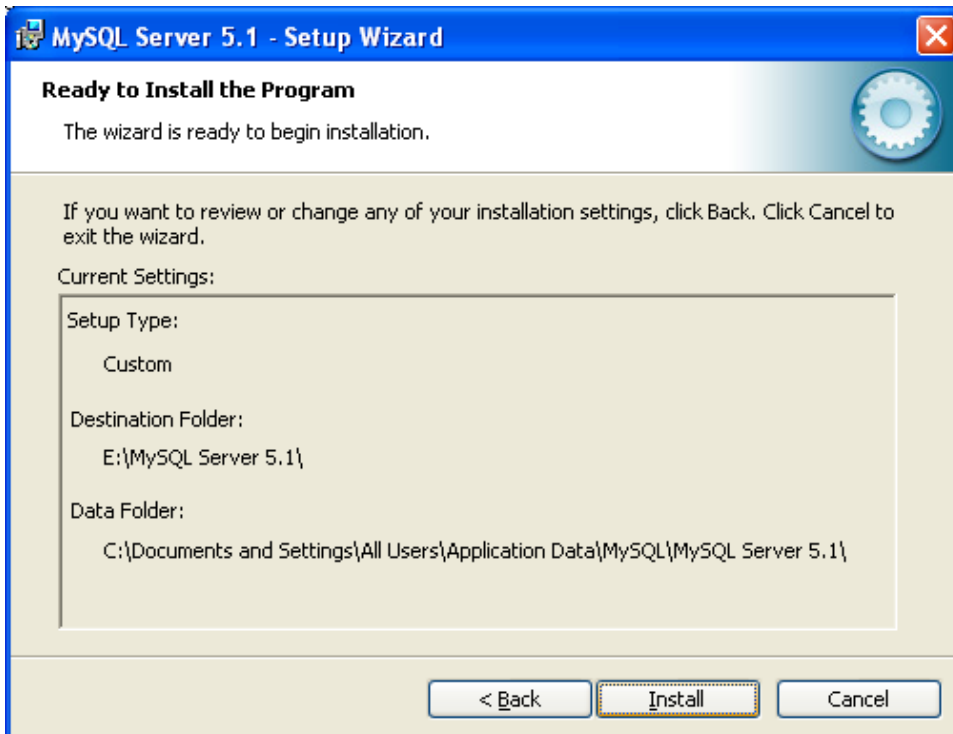 MySQL Server 5.1 - Setup Wizard
Ready to Install the Program
The wizard is ready to begin installation.
If you want to review or change any of your installation settings, click Back. Click Cancel to
exit the wizard.
Current Settings:
Setup Type:
Custom
Destination Folder:
E:\MySQL Server 5.1\
Data Folder:
C:\Documents and Settings\All Users\Application Data\MySQL\MySQL Server 5.1\
< Back Install Cancel